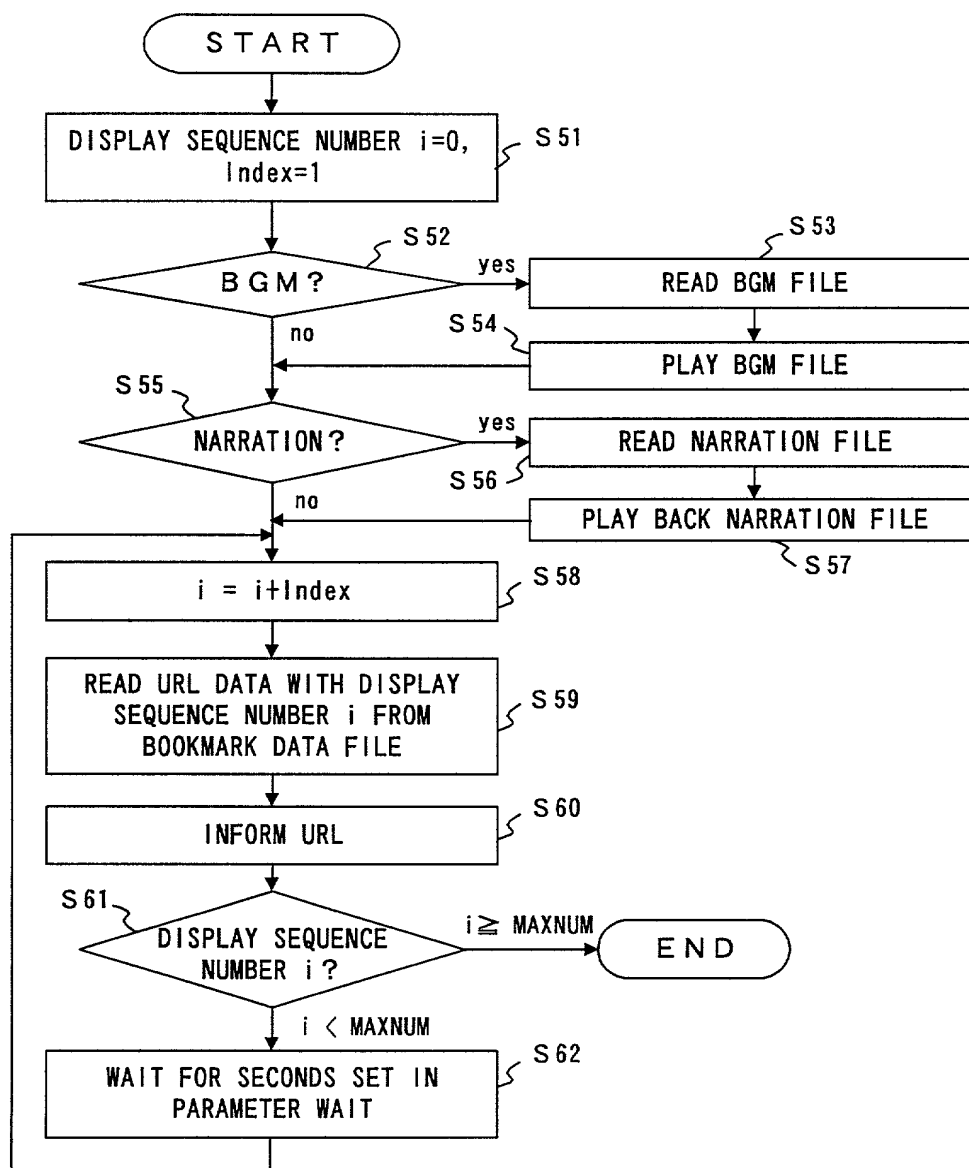 START
DISPLAY SEQUENCE NUMBER i=0,
Index=1
S51
BGM?
S52
yes
no
READ BGM FILE
S53
S54
PLAY BGM FILE
S55
NARRATION?
yes
no
READ NARRATION FILE
S56
PLAY BACK NARRATION FILE
S57
i = i+Index
S58
READ URL DATA WITH DISPLAY
SEQUENCE NUMBER i FROM
BOOKMARK DATA FILE
S59
INFORM URL
S60
S61
DISPLAY SEQUENCE
NUMBER i?
i≧ MAXNUM
END
i < MAXNUM
WAIT FOR SECONDS SET IN
PARAMETER WAIT
S62